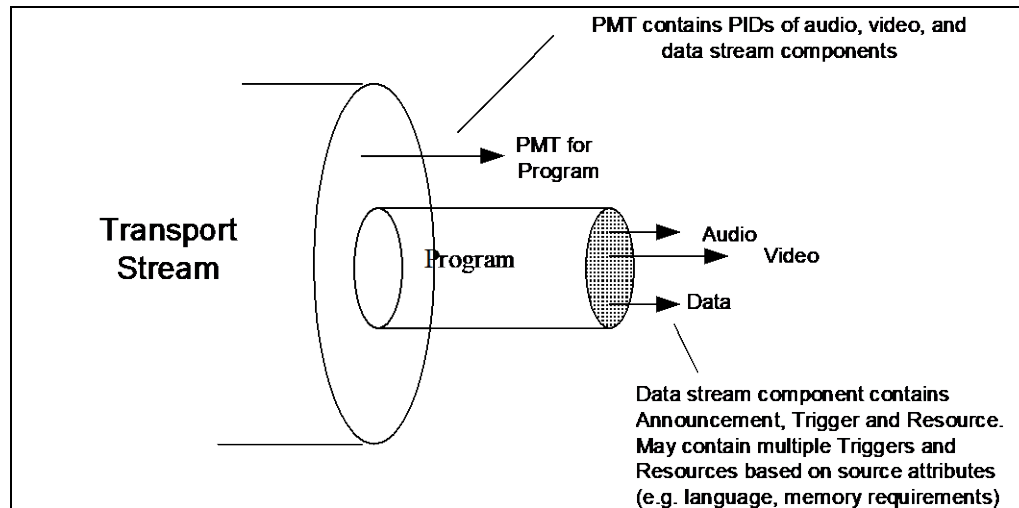 PMT contains PIDs of audio, video, and
data stream components
PMT for
Program
Transport
Stream
Program
Audio
Video
Data
Data stream component contains
Announcement, Trigger and Resource.
May contain multiple Triggers and
Resources based on source attributes
(e.g. language, memory requirements)